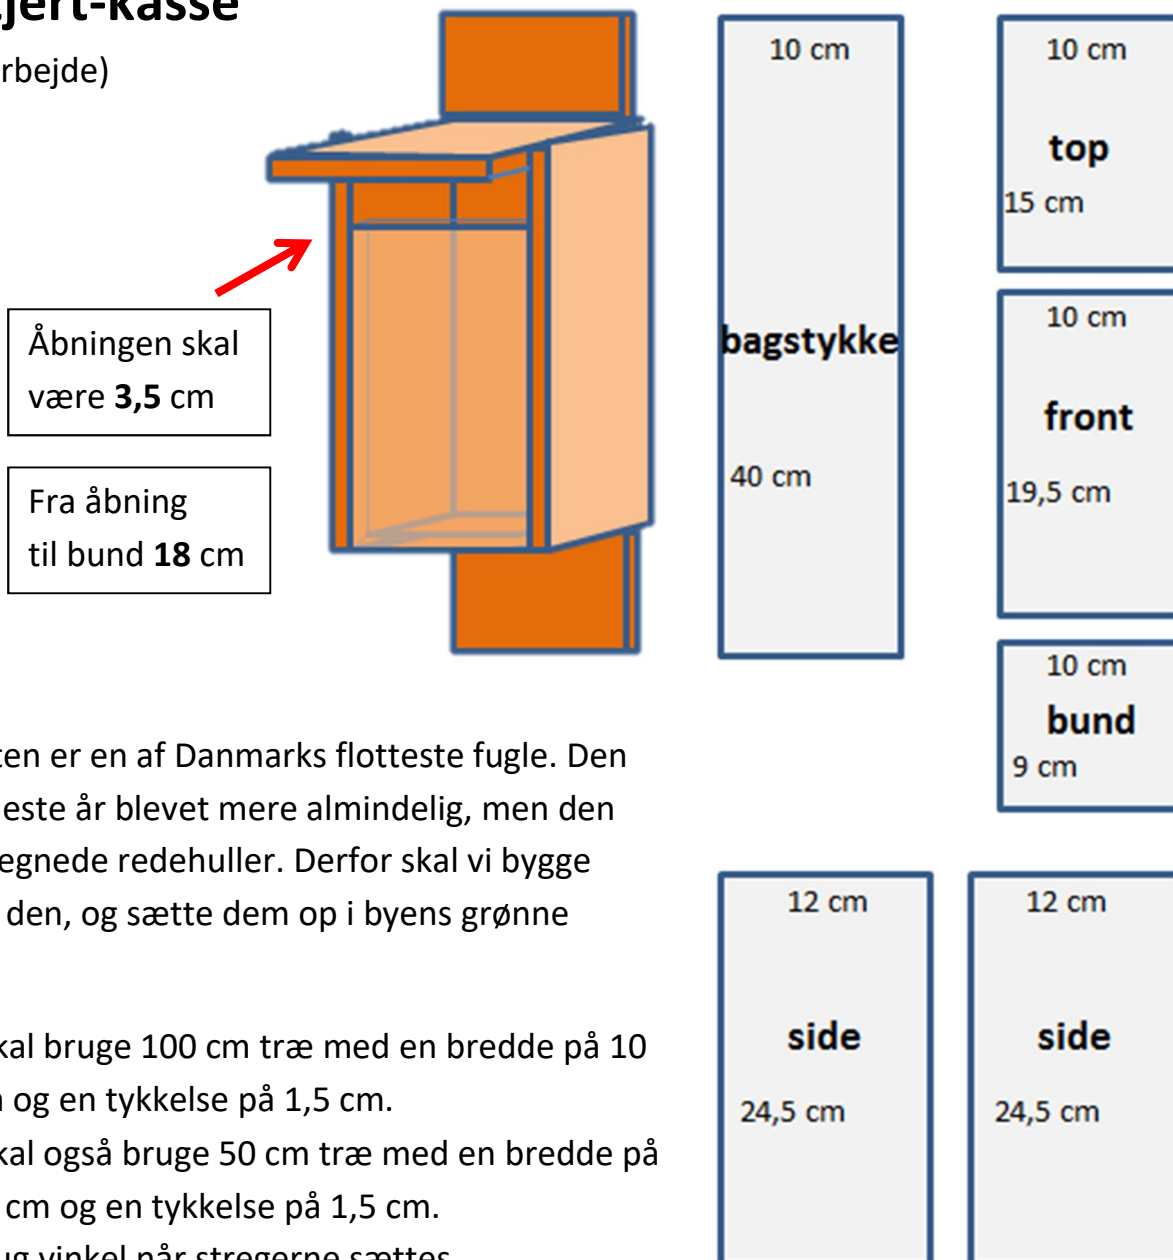 jert-kasse
rbejde)
Åbningen skal
være 3,5 cm
Fra åbning
til bund 18 cm
10 cm
bagstykke
40 cm
10 cm
top
15 cm
10 cm
front
19,5 cm
10 cm
bund
9 cm
ten er en af Danmarks flotteste fugle. Den
este år blevet mere almindelig, men den
egnede redehuller. Derfor skal vi bygge
den, og sætte dem op i byens grønne
kal bruge 100 cm træ med en bredde på 10
og en tykkelse på 1,5 cm.
kal også bruge 50 cm træ med en bredde på
cm og en tykkelse på 1,5 cm.
ug vinkel når stregerne sættes
12 cm
side
24,5 cm
12 cm
side
24,5 cm